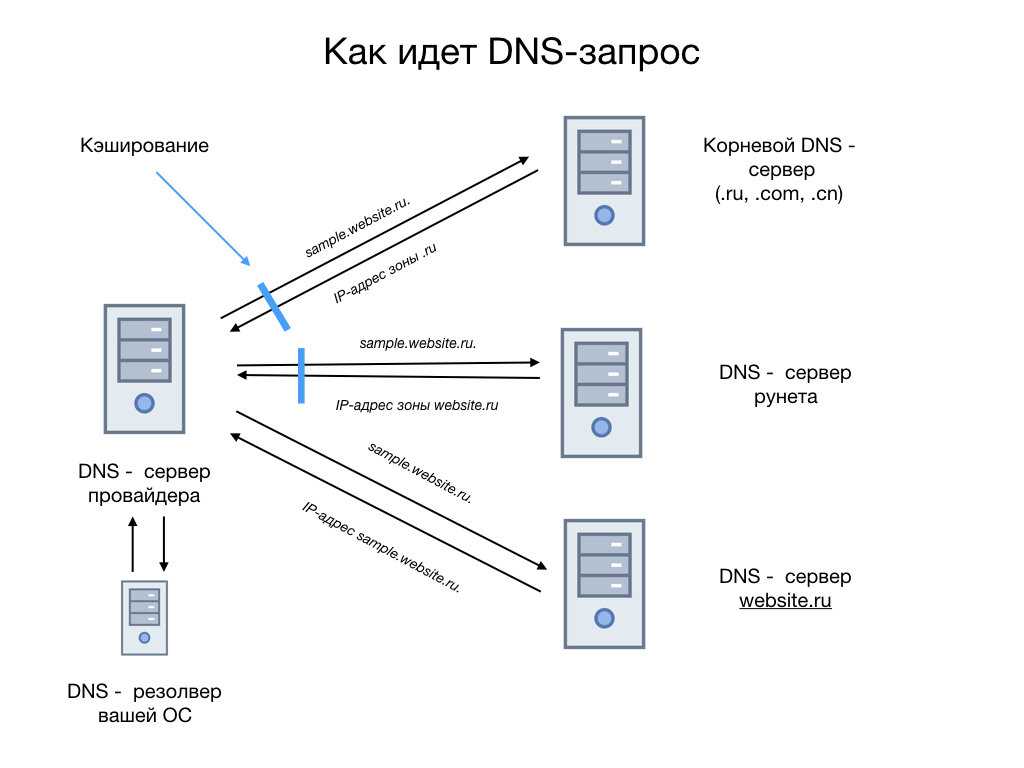 Как идет DNS-запрос
Кэширование
Корневой DNS -
сервер
(.ru, .com, .cn)
sample.website.ru.
IP-адрес зоны .ru
sample.website.ru.
IP-адрес зоны website.ru
DNS -  сервер
рунета
sample.website.ru.
IP-адрес sample.website.ru.
DNS -  сервер
провайдера
DNS -  сервер
website.ru
DNS -  резолвер
вашей ОС